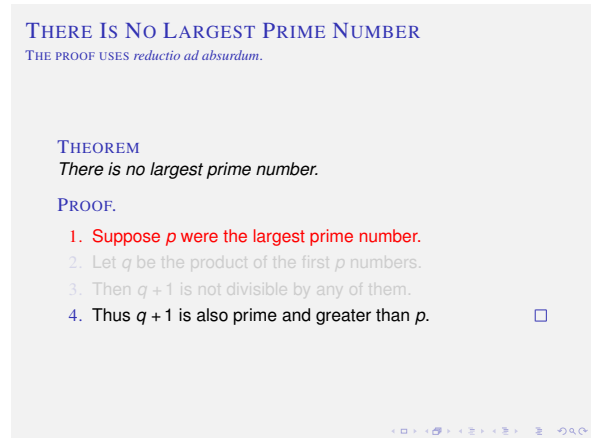 THERE IS NO LARGEST PRIME NUMBER
THE PROOF USES reductio ad absurdum.
THEOREM
There is no largest prime number.
PROOF.
1. Suppose p were the largest prime number.
2. Let q be the product of the first p numbers.
3. Then q + 1 is not divisible by any of them.
4. Thus q + 1 is also prime and greater than p. □